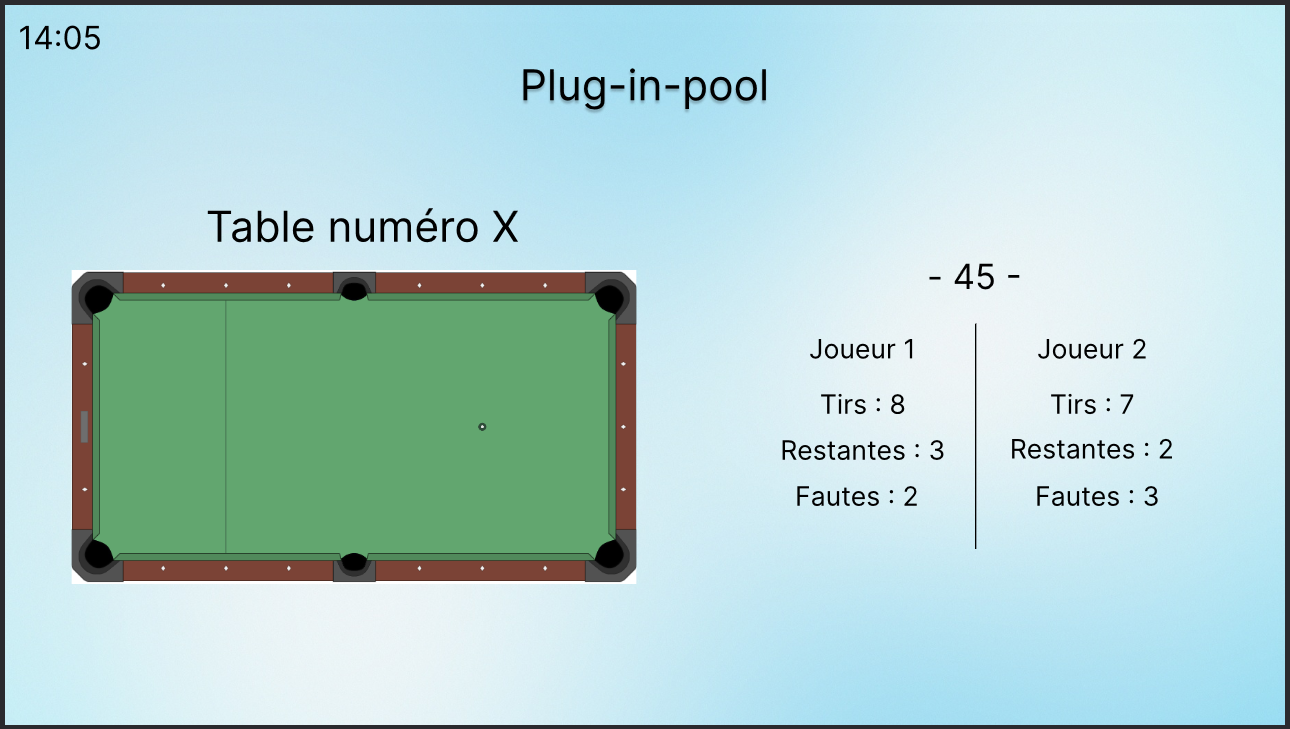 14:05
Plug-in-pool
Table numéro X
- 45 -
Joueur 1
Joueur 2
Tirs : 8
Tirs : 7
Restantes : 3
Restantes : 2
Fautes : 2
Fautes : 3